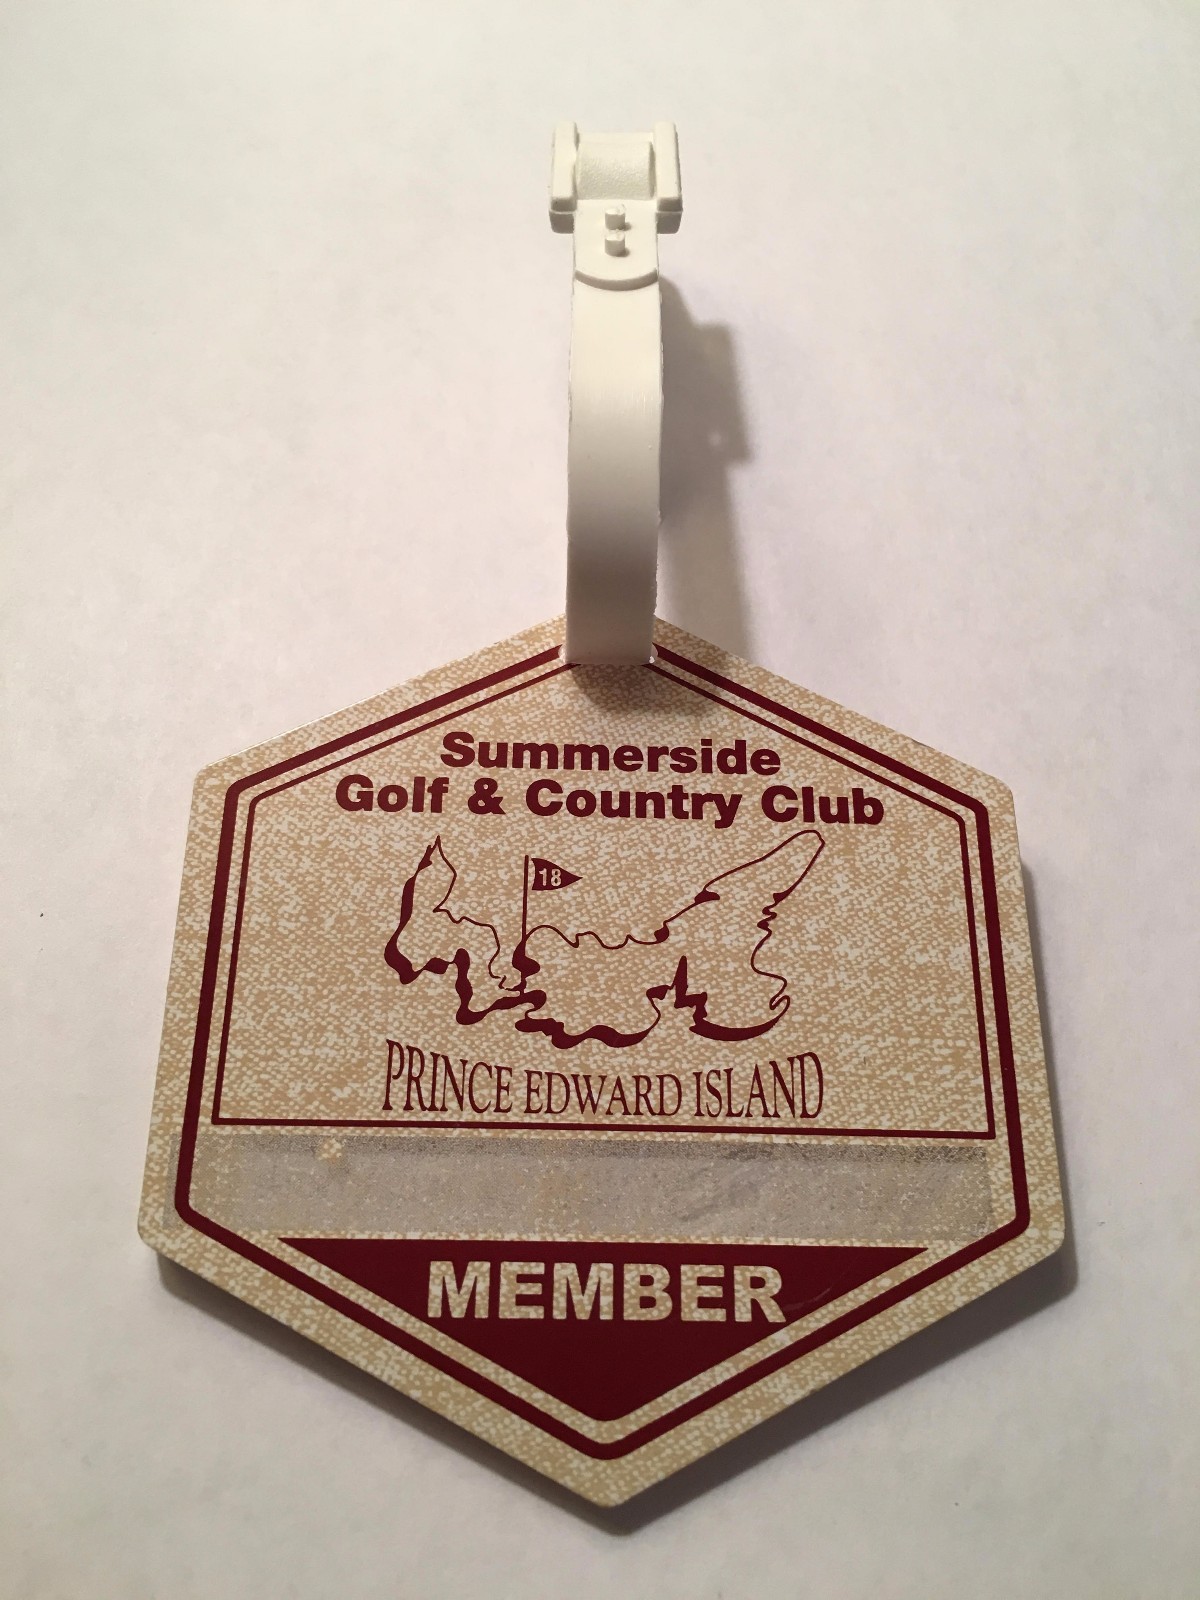 Summerside
Golf & Country Club
18
PRINCE EDWARD ISLAND
MEMBER